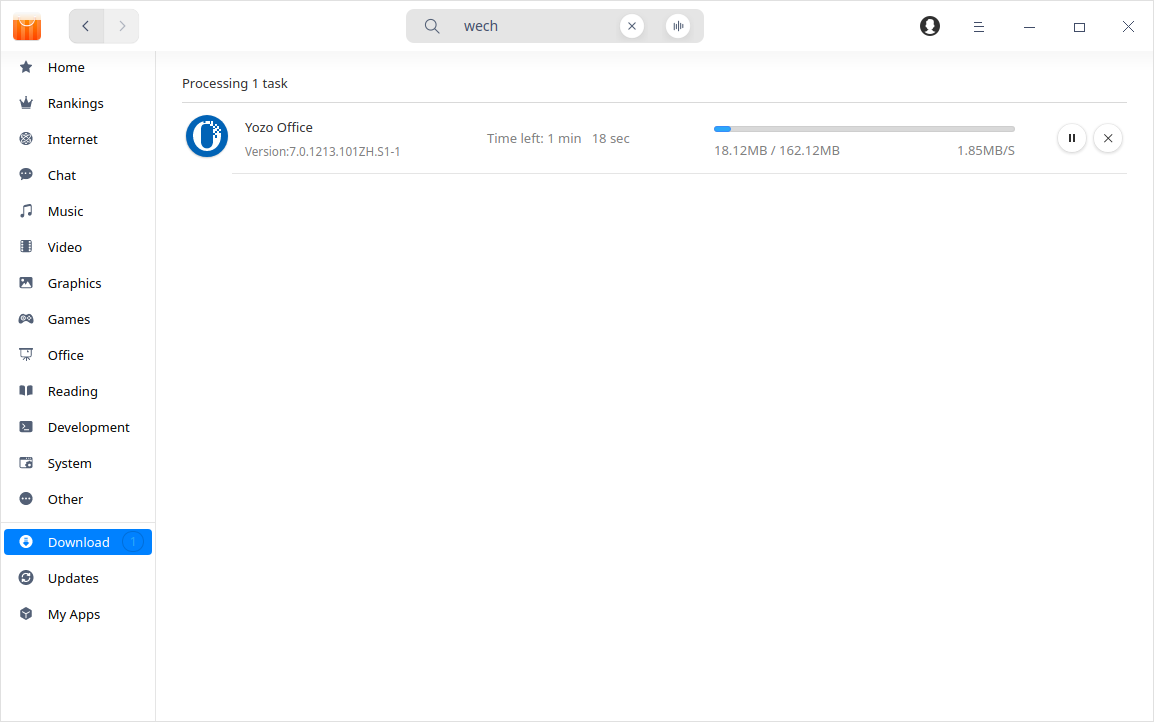 wech
Home
Rankings
Internet
Chat
Music
Video
Graphics
Games
Office
Reading
Development
System
Other
Download 1
Updates
My Apps
Processing 1 task
Yozo Office
Version:7.0.1213.101ZH.S1-1
Time left: 1 min 18 sec
18.12MB / 162.12MB
1.85MB/S